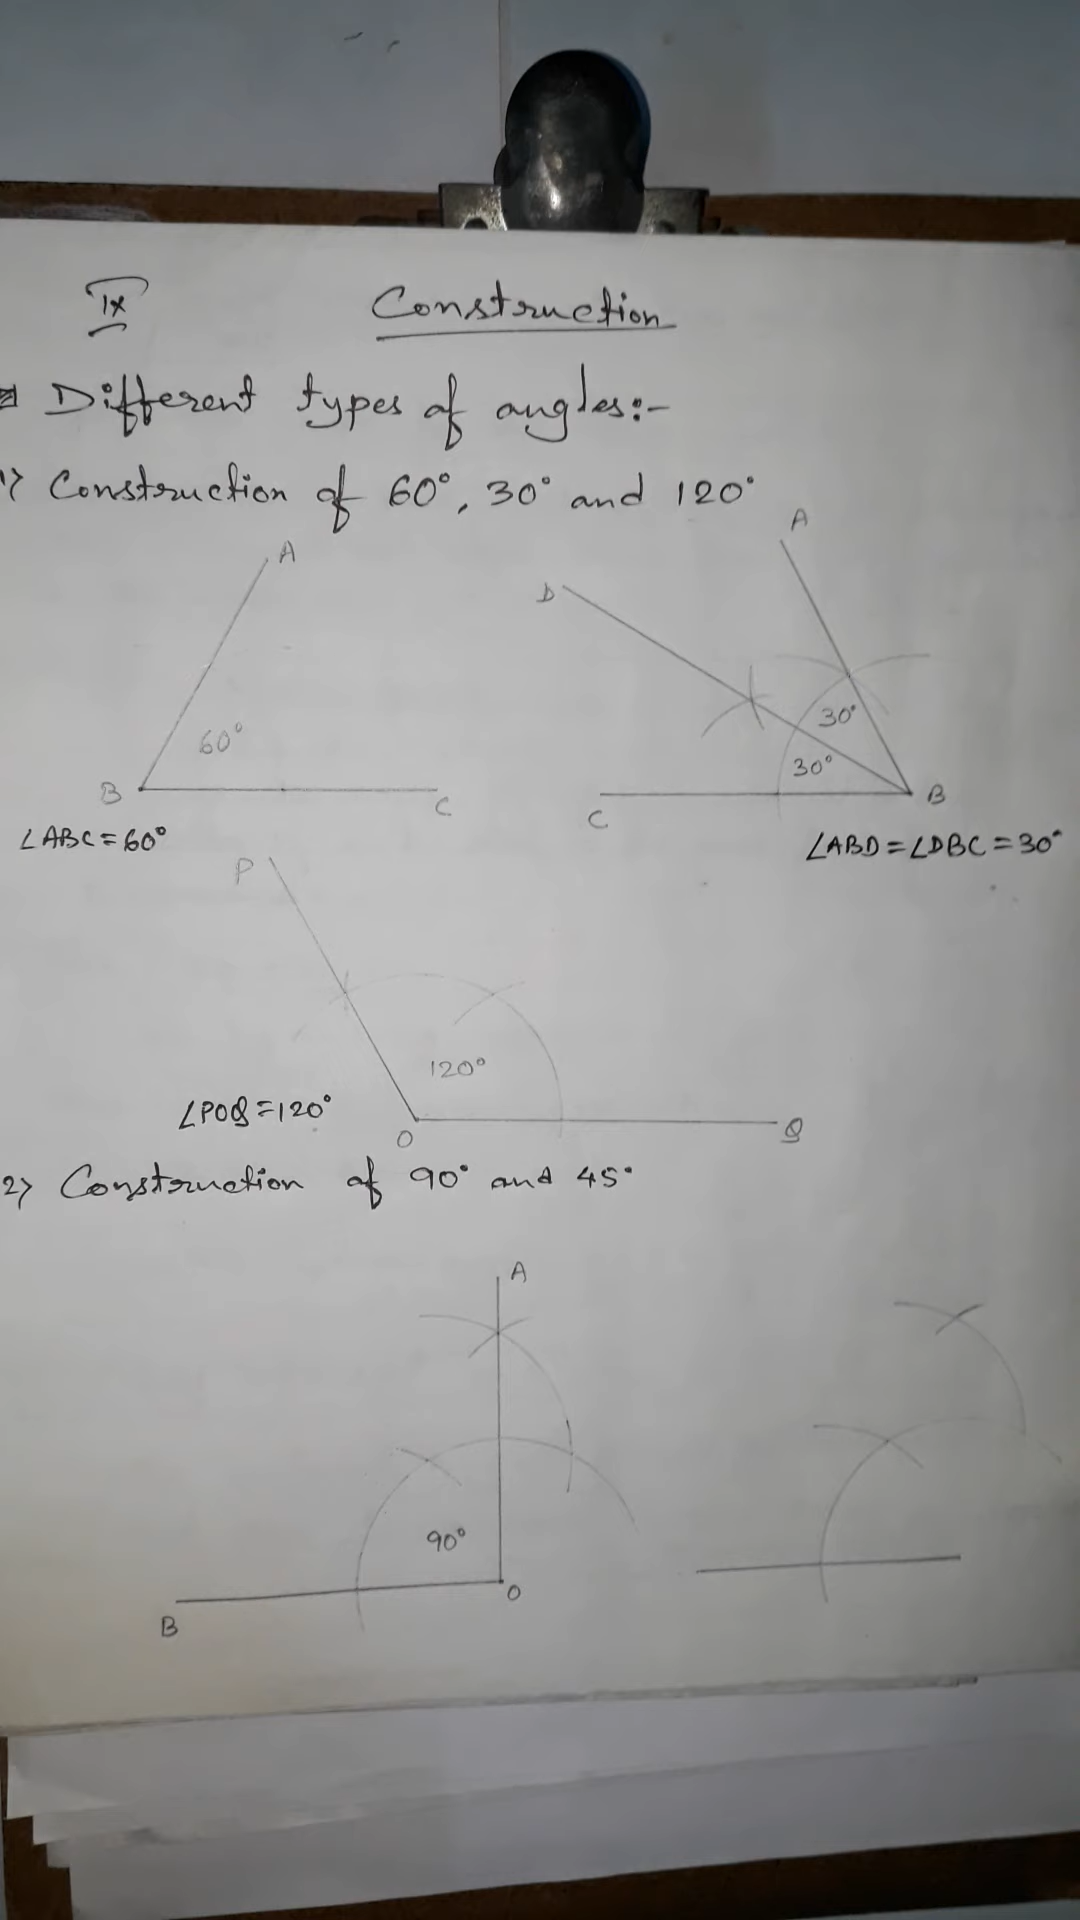 IX
Construction
Different types of angles:-
1) Construction of 60°, 30° and 120°
A
60°
B
C
∠ABC = 60°
A
D
30°
30°
C
B
∠ABD = ∠DBC = 30°
P
120°
∠POQ = 120°
O
Q
2) Construction of 90° and 45°
A
90°
O
B